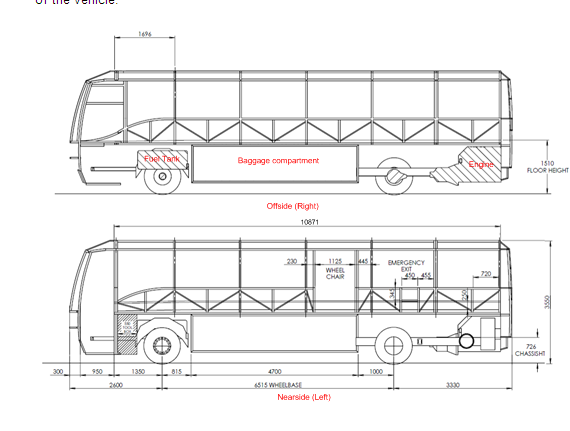 of the vehicle.
1696
Fuel Tank
Baggage compartment
Engine
1510
FLOOR HEIGHT
Offside (Right)
10871
230
1125
445
WHEEL
CHAIR
EMERGENCY
EXIT
450
455
720
3550
726
CHASSISHT
300
950
1350
815
4700
1000
2600
6515 WHEELBASE
3330
Nearside (Left)